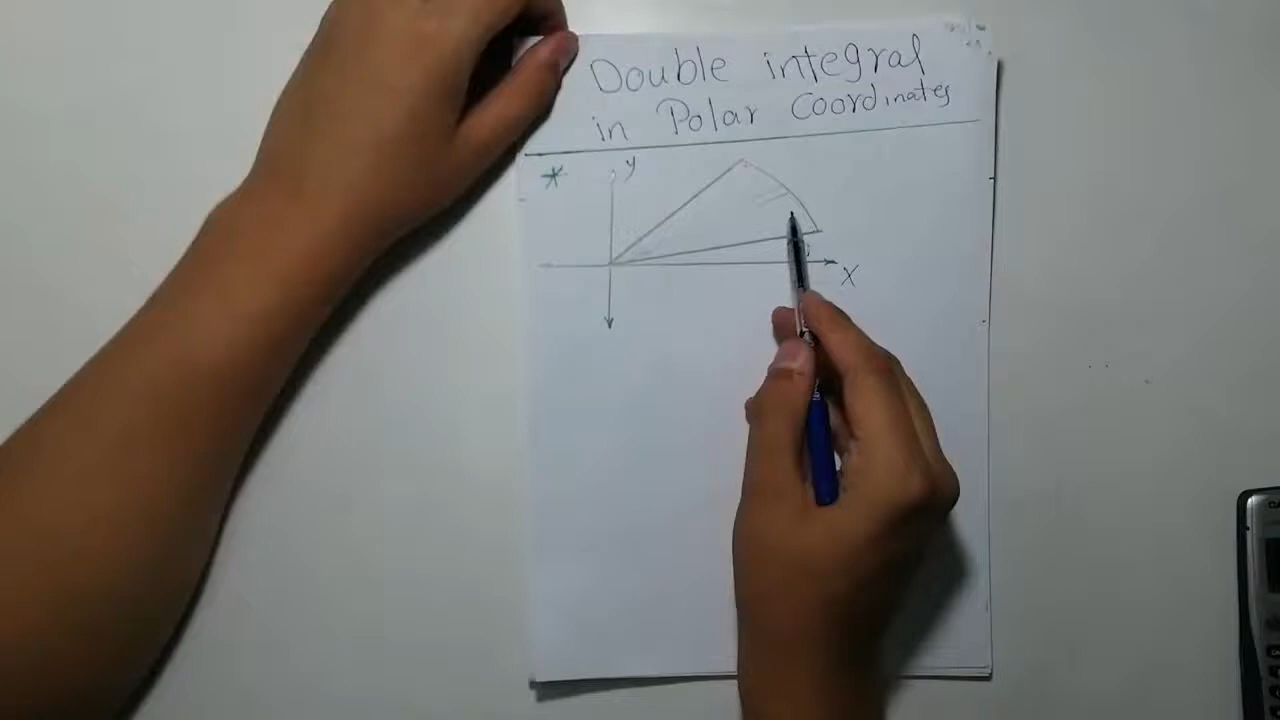 Double integral
in Polar Coordinates
*
y
x